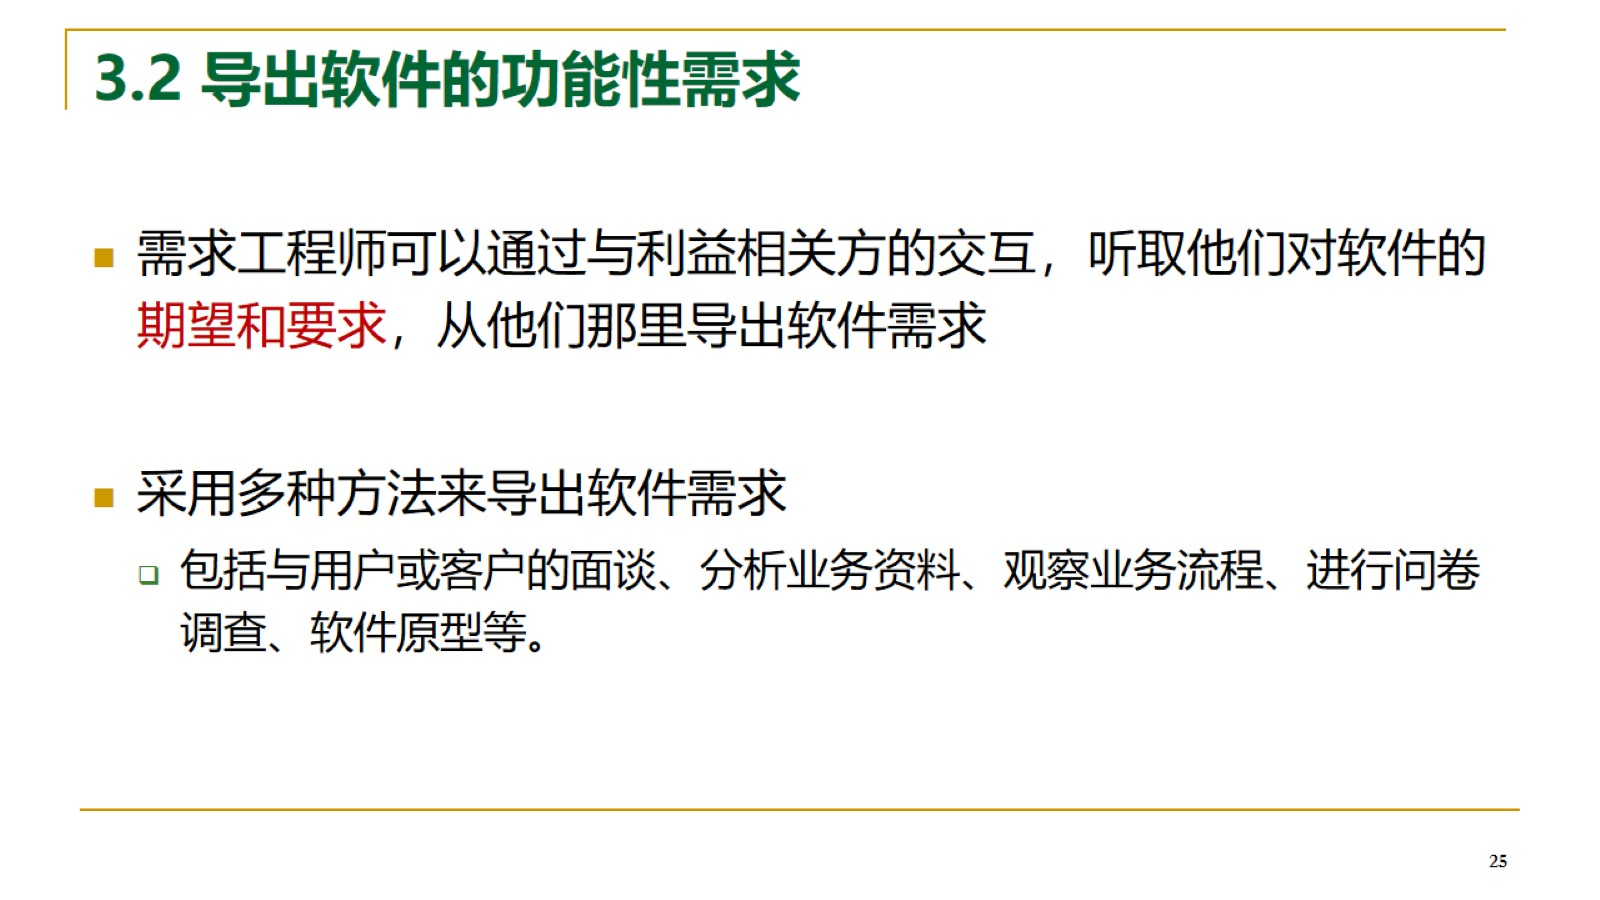 3.2 导出软件的功能性需求
需求工程师可以通过与利益相关方的交互，听取他们对软件的
期望和要求，从他们那里导出软件需求
采用多种方法来导出软件需求
包括与用户或客户的面谈、分析业务资料、观察业务流程、进行问卷
调查、软件原型等。
25